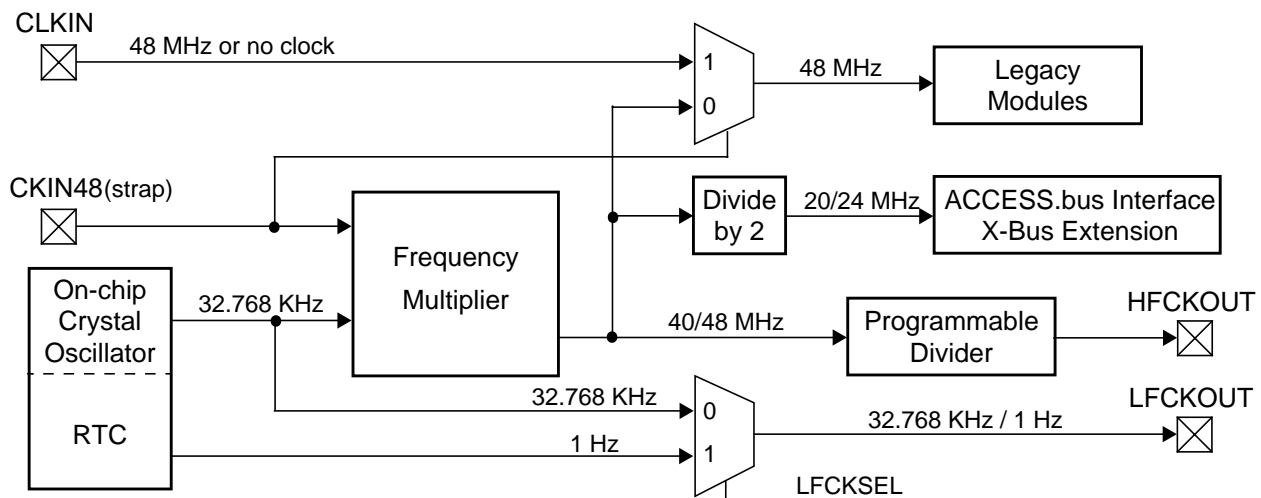 CLKIN
48 MHz or no clock
1
0
48 MHz
Legacy
Modules
CKIN48(strap)
Frequency
Multiplier
Divide
by 2
20/24 MHz
ACCESS.bus Interface
X-Bus Extension
On-chip
Crystal
Oscillator
32.768 KHz
RTC
40/48 MHz
Programmable
Divider
HFCKOUT
32.768 KHz
1 Hz
0
1
32.768 KHz / 1 Hz
LFCKOUT
LFCKSEL